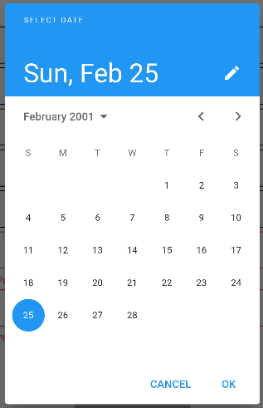 SELECT DATE
Sun, Feb 25
February 2001
S M T W T F S
1 2 3
4 5 6 7 8 9 10
11 12 13 14 15 16 17
18 19 20 21 22 23 24
25 26 27 28
CANCEL OK